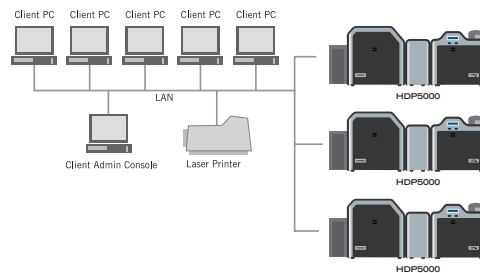 Client PC Client PC Client PC Client PC Client PC
LAN
HDP5000
Client Admin Console
Laser Printer
HDP5000
HDP5000